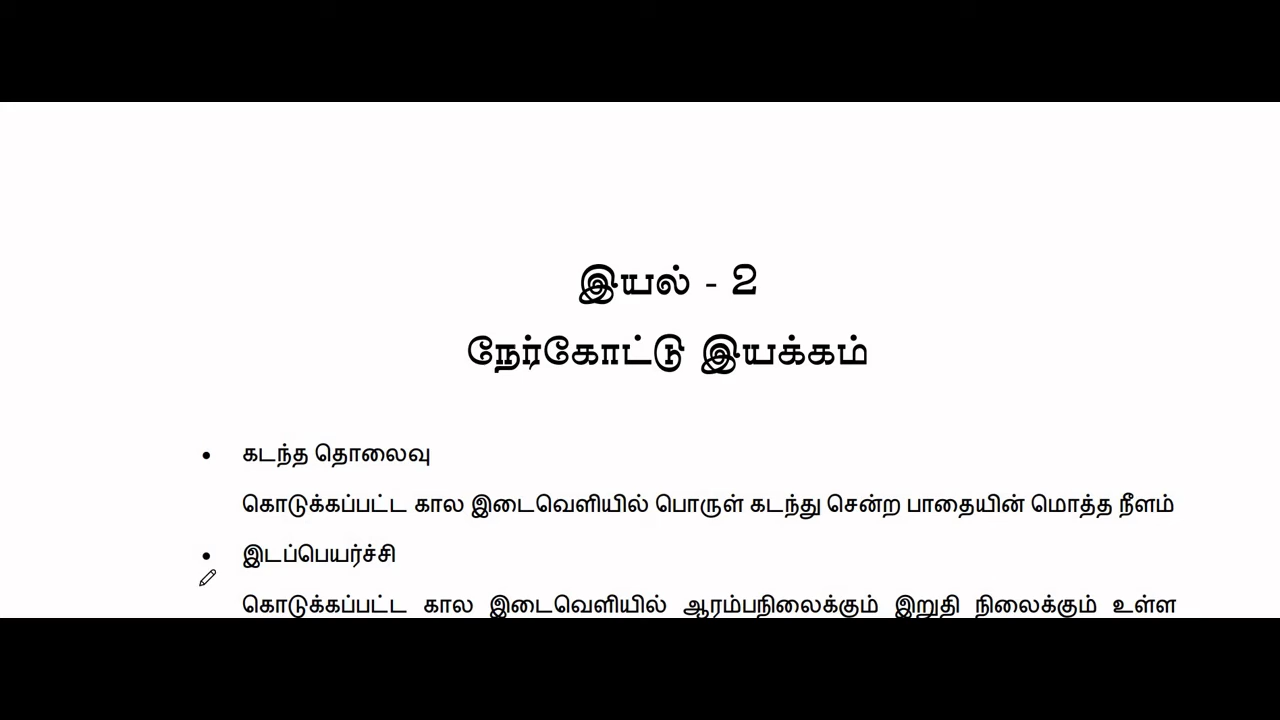 இயல் - 2
நேர்கோட்டு இயக்கம்
• கடந்த தொலைவு
கொடுக்கப்பட்ட கால இடைவெளியில் பொருள் கடந்து சென்ற பாதையின் மொத்த நீளம்
• இடப்பெயர்ச்சி
கொடுக்கப்பட்ட கால இடைவெளியில் ஆரம்பநிலைக்கும் இறுதி நிலைக்கும் உள்ள